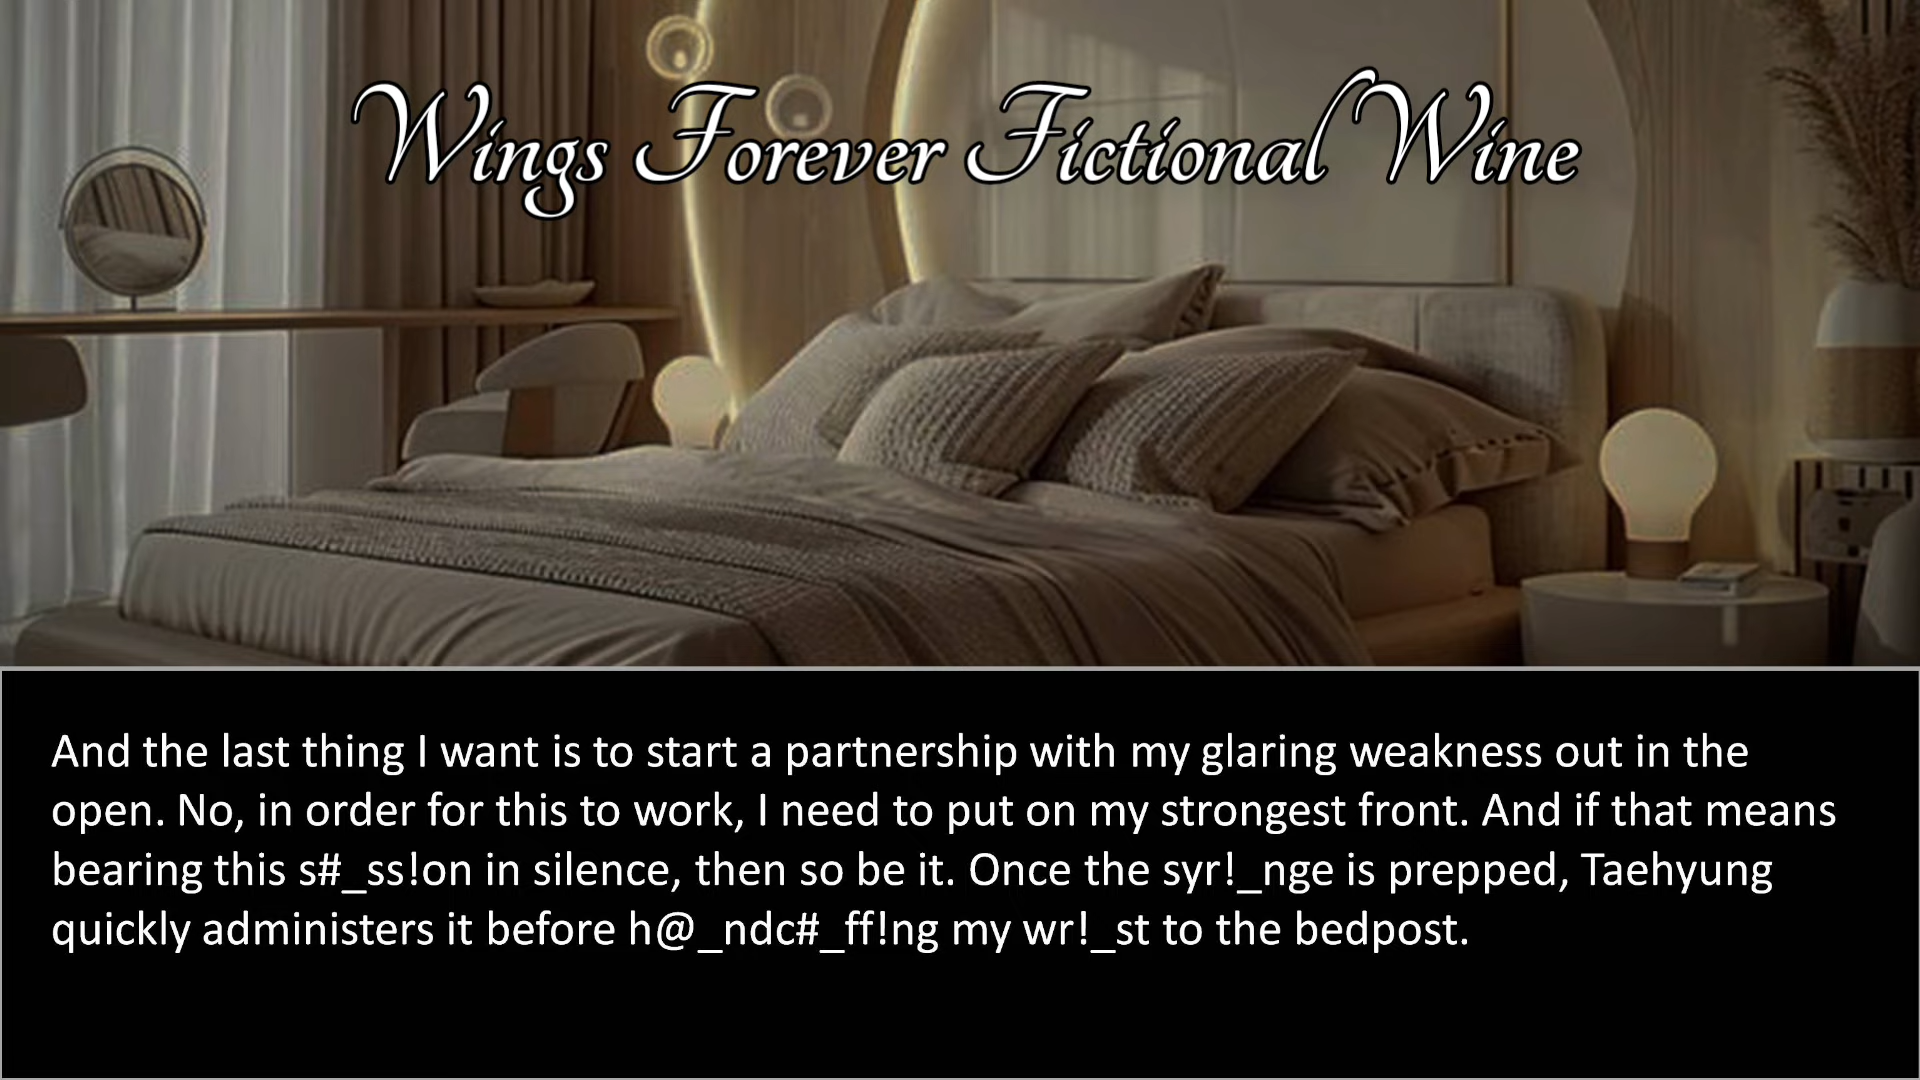 Wings Forever Fictional Wine
And the last thing I want is to start a partnership with my glaring weakness out in the
open. No, in order for this to work, I need to put on my strongest front. And if that means
bearing this s#_ss!on in silence, then so be it. Once the syr!_nge is prepped, Taehyung
quickly administers it before h@_ndc#_ff!ng my wr!_st to the bedpost.